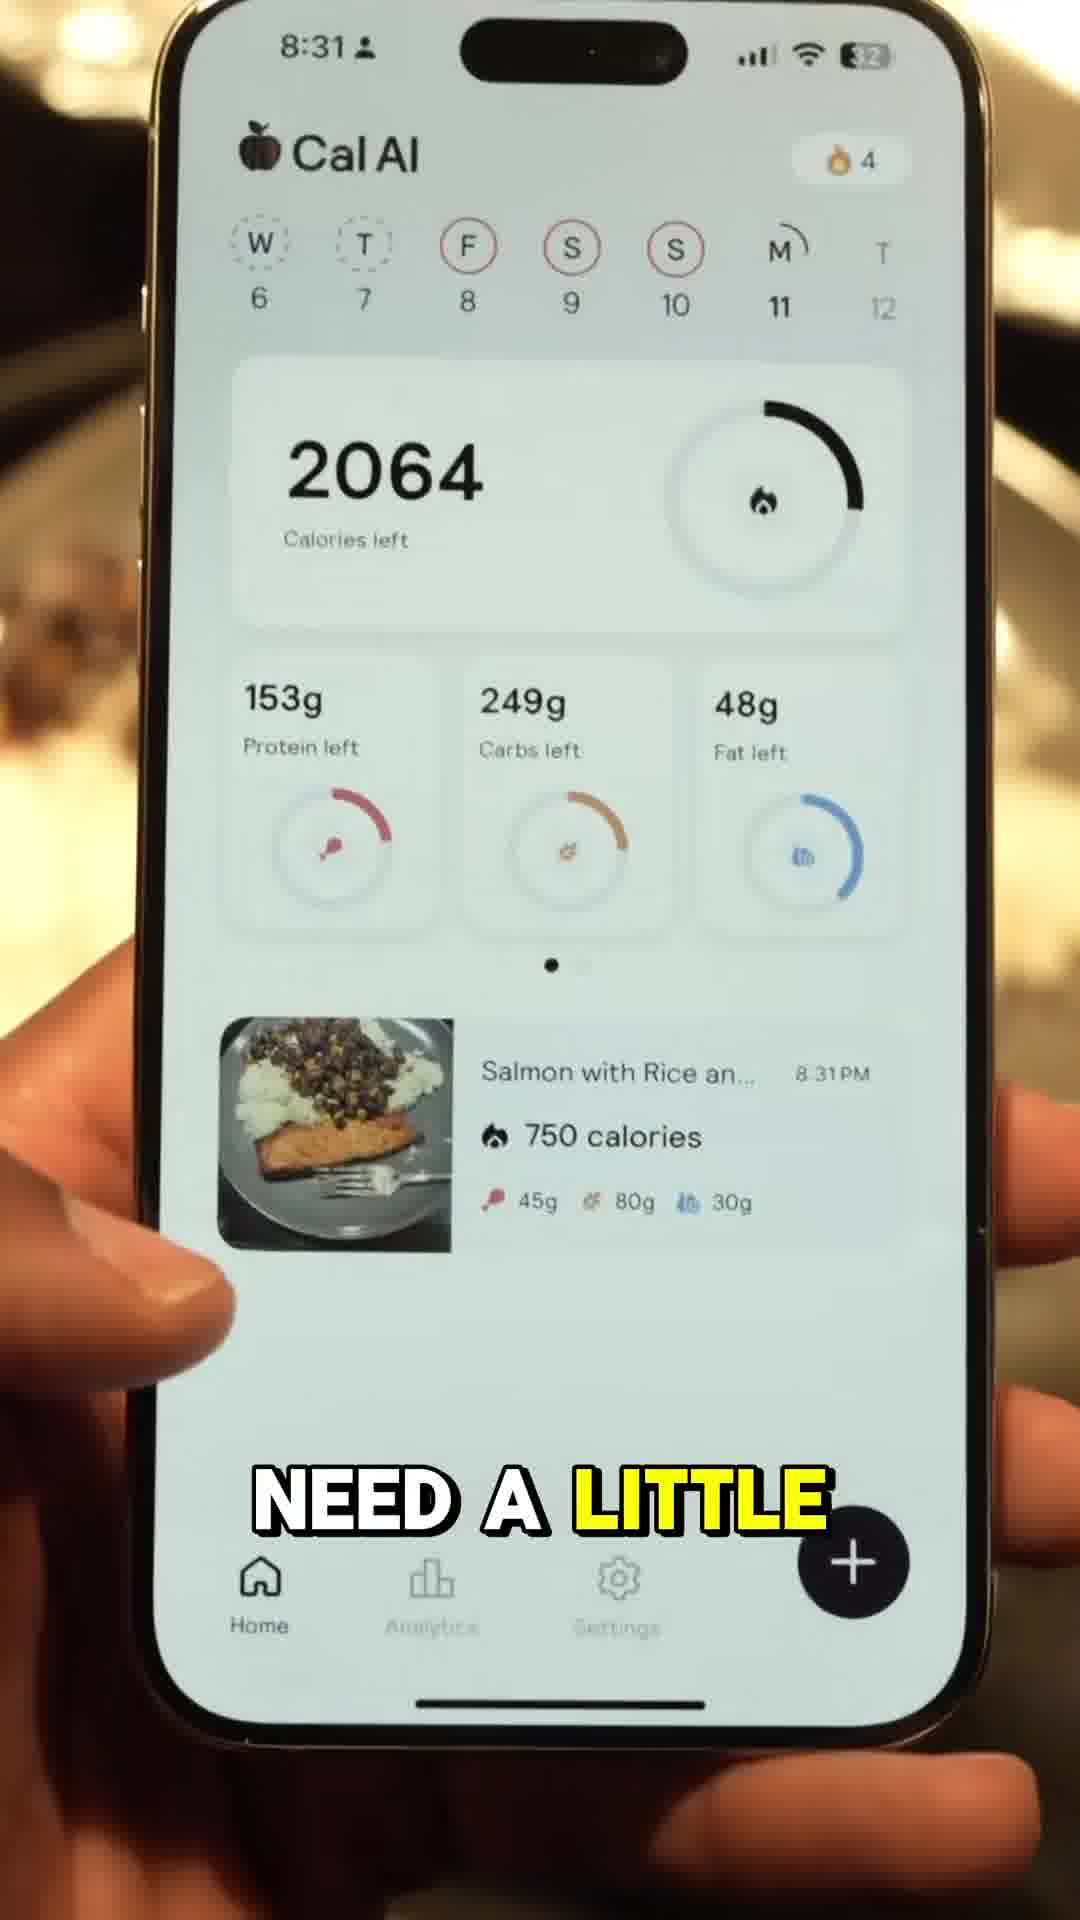 8:31
32
Cal AI
4
W T F S S M T
6 7 8 9 10 11 12
2064
Calories left
153g
Protein left
249g
Carbs left
48g
Fat left
Salmon with Rice an... 8:31 PM
750 calories
45g 80g 30g
NEED A LITTLE
Home Analytics Settings